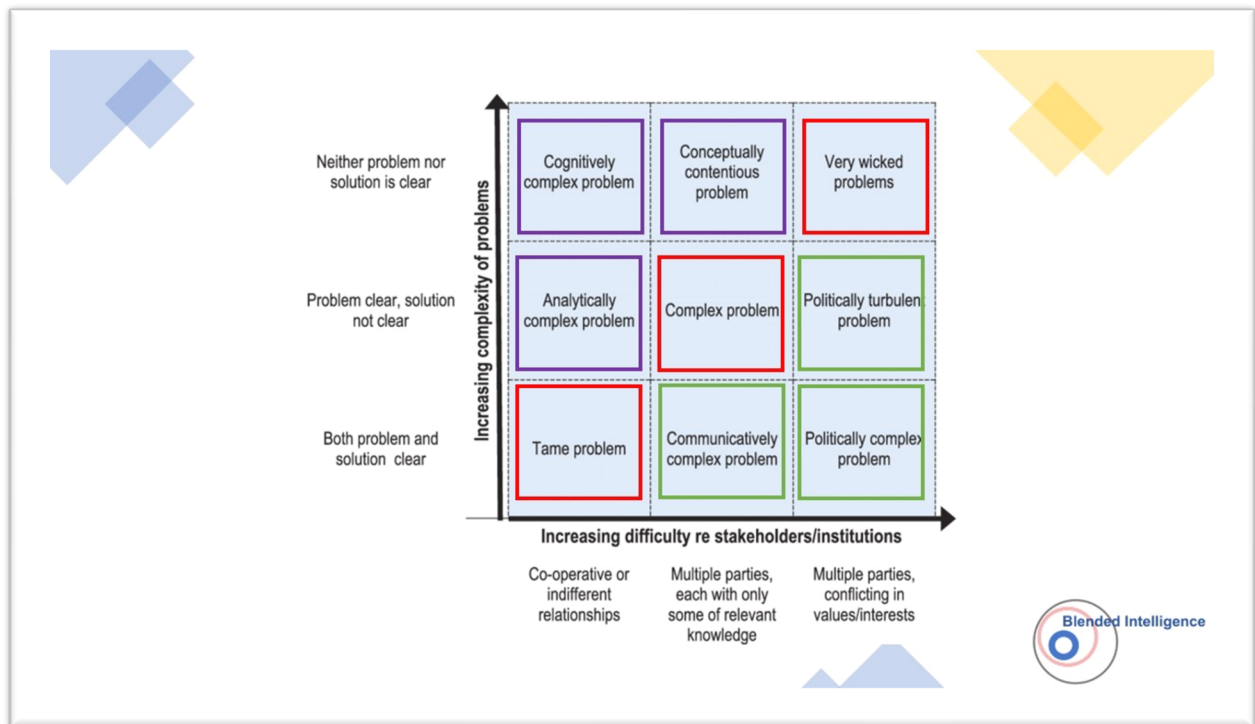 Neither problem nor
solution is clear
Cognitively
complex problem
Conceptually
contentious
problem
Very wicked
problems
Increasing complexity of problems
Problem clear, solution
not clear
Analytically
complex problem
Complex problem
Politically turbulent
problem
Both problem and
solution clear
Tame problem
Communicatively
complex problem
Politically complex
problem
Increasing difficulty re stakeholders/institutions
Co-operative or
indifferent
relationships
Multiple parties,
each with only
some of relevant
knowledge
Multiple parties,
conflicting in
values/interests
Blended Intelligence